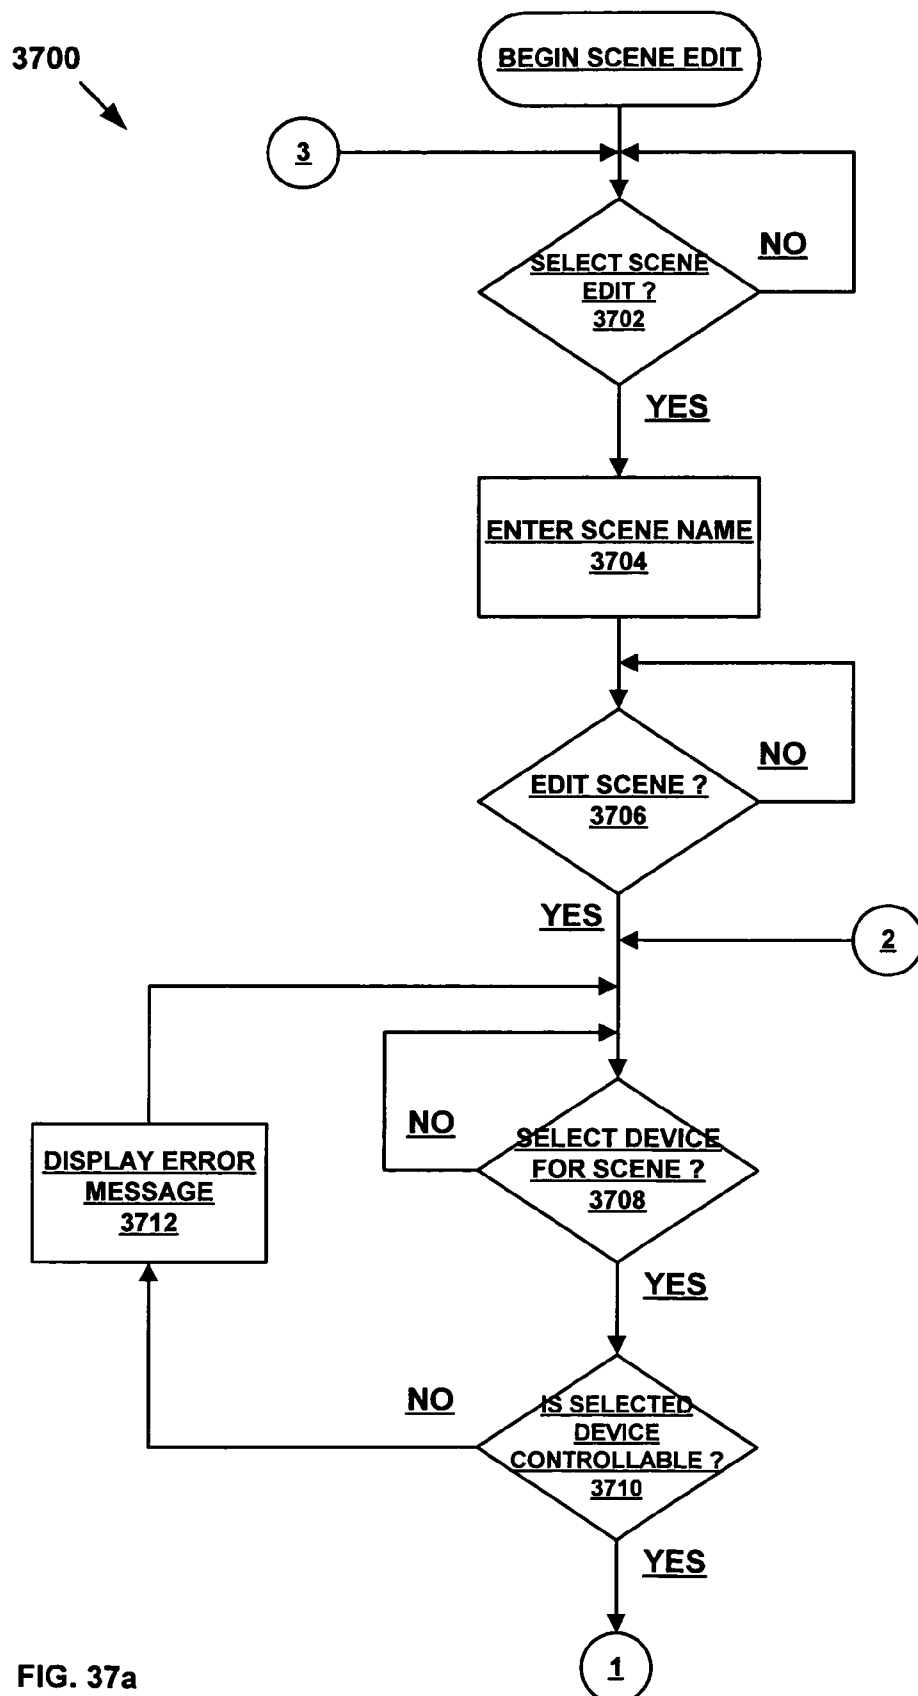 3700
BEGIN SCENE EDIT
3
SELECT SCENE
EDIT ?
3702
NO
YES
ENTER SCENE NAME
3704
EDIT SCENE ?
3706
NO
YES
2
SELECT DEVICE
FOR SCENE ?
3708
NO
DISPLAY ERROR
MESSAGE
3712
YES
IS SELECTED
DEVICE
CONTROLLABLE ?
3710
NO
YES
1
FIG. 37a